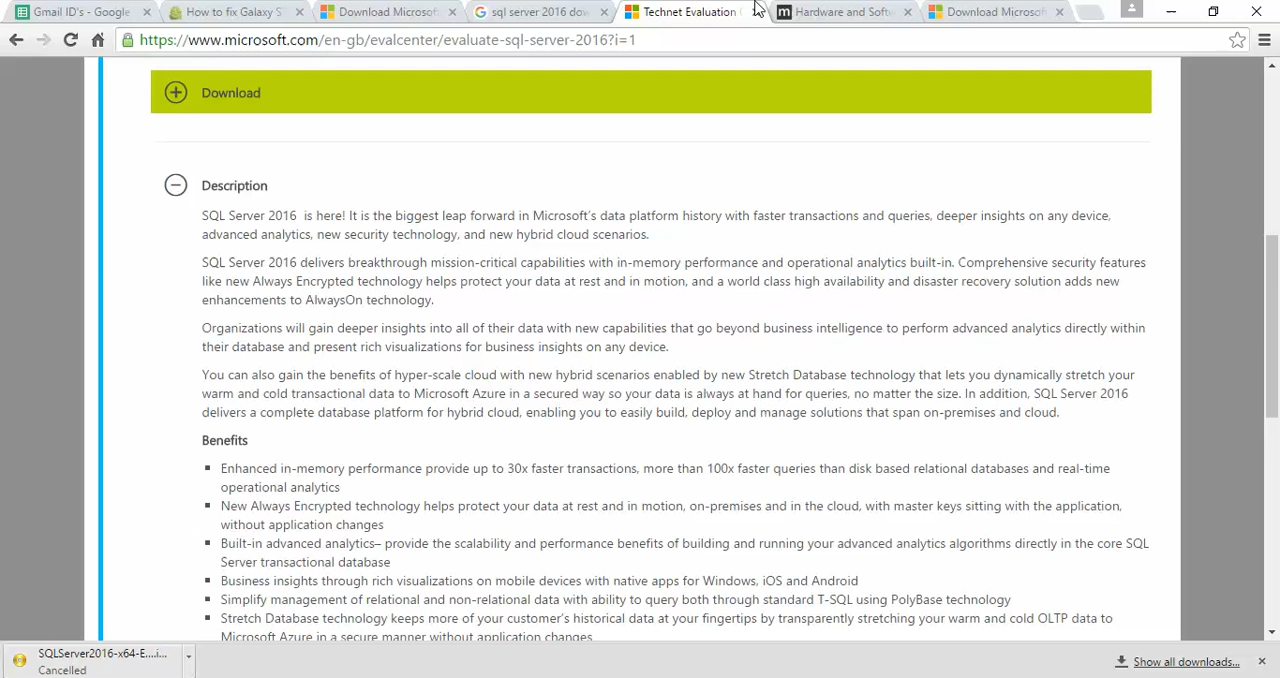 Gmail ID's - Google
How to fix Galaxy S
Download Microsof
sql server 2016 dow
Technet Evaluation
Hardware and Softw
Download Microsof
https://www.microsoft.com/en-gb/evalcenter/evaluate-sql-server-2016?i=1
Download
Description
SQL Server 2016 is here! It is the biggest leap forward in Microsoft's data platform history with faster transactions and queries, deeper insights on any device,
advanced analytics, new security technology, and new hybrid cloud scenarios.
SQL Server 2016 delivers breakthrough mission-critical capabilities with in-memory performance and operational analytics built-in. Comprehensive security features
like new Always Encrypted technology helps protect your data at rest and in motion, and a world class high availability and disaster recovery solution adds new
enhancements to AlwaysOn technology.
Organizations will gain deeper insights into all of their data with new capabilities that go beyond business intelligence to perform advanced analytics directly within
their database and present rich visualizations for business insights on any device.
You can also gain the benefits of hyper-scale cloud with new hybrid scenarios enabled by new Stretch Database technology that lets you dynamically stretch your
warm and cold transactional data to Microsoft Azure in a secured way so your data is always at hand for queries, no matter the size. In addition, SQL Server 2016
delivers a complete database platform for hybrid cloud, enabling you to easily build, deploy and manage solutions that span on-premises and cloud.
Benefits
Enhanced in-memory performance provide up to 30x faster transactions, more than 100x faster queries than disk based relational databases and real-time
operational analytics
New Always Encrypted technology helps protect your data at rest and in motion, on-premises and in the cloud, with master keys sitting with the application,
without application changes
Built-in advanced analytics– provide the scalability and performance benefits of building and running your advanced analytics algorithms directly in the core SQL
Server transactional database
Business insights through rich visualizations on mobile devices with native apps for Windows, iOS and Android
Simplify management of relational and non-relational data with ability to query both through standard T-SQL using PolyBase technology
Stretch Database technology keeps more of your customer's historical data at your fingertips by transparently stretching your warm and cold OLTP data to
Microsoft Azure in a secure manner without application changes
SQLServer2016-x64-E....i...
Cancelled
Show all downloads...